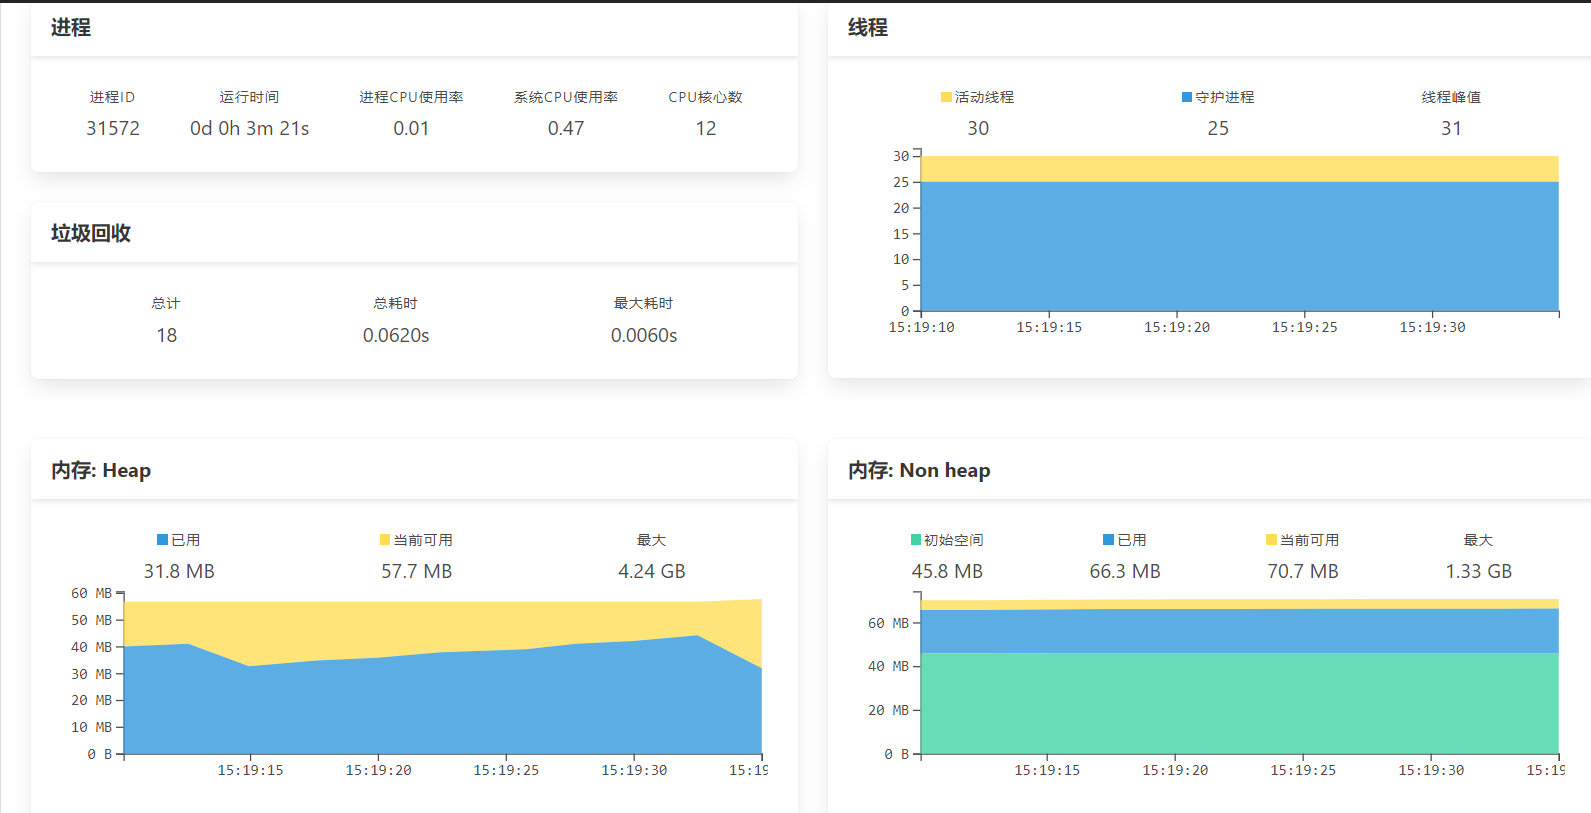 进程
进程ID 运行时间 进程CPU使用率 系统CPU使用率 CPU核心数
31572 0d 0h 3m 21s 0.01 0.47 12
垃圾回收
总计 总耗时 最大耗时
18 0.0620s 0.0060s
线程
活动线程 守护进程 线程峰值
30 25 31
30
25
20
15
10
5
0
15:19:10 15:19:15 15:19:20 15:19:25 15:19:30
内存: Heap
已用 当前可用 最大
31.8 MB 57.7 MB 4.24 GB
60 MB
50 MB
40 MB
30 MB
20 MB
10 MB
0 B
15:19:15 15:19:20 15:19:25 15:19:30 15:19
内存: Non heap
初始空间 已用 当前可用 最大
45.8 MB 66.3 MB 70.7 MB 1.33 GB
60 MB
40 MB
20 MB
0 B
15:19:15 15:19:20 15:19:25 15:19:30 15:19